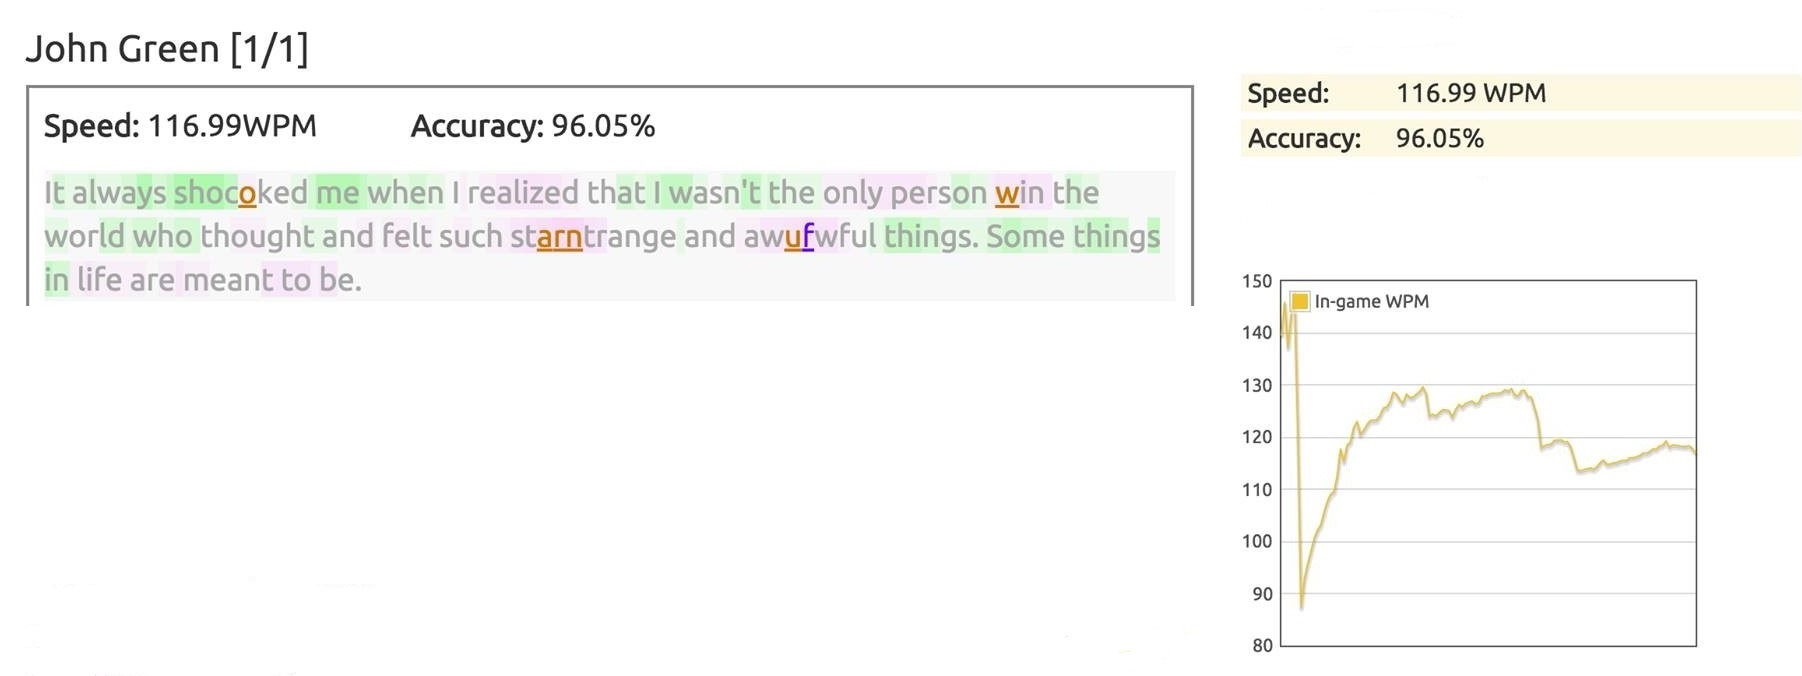 John Green [1/1]
Speed: 116.99WPM Accuracy: 96.05%
It always shocoked me when I realized that I wasn't the only person win the
world who thought and felt such starntrange and awufwful things. Some things
in life are meant to be.
Speed: 116.99 WPM
Accuracy: 96.05%
In-game WPM
150
140
130
120
110
100
90
80